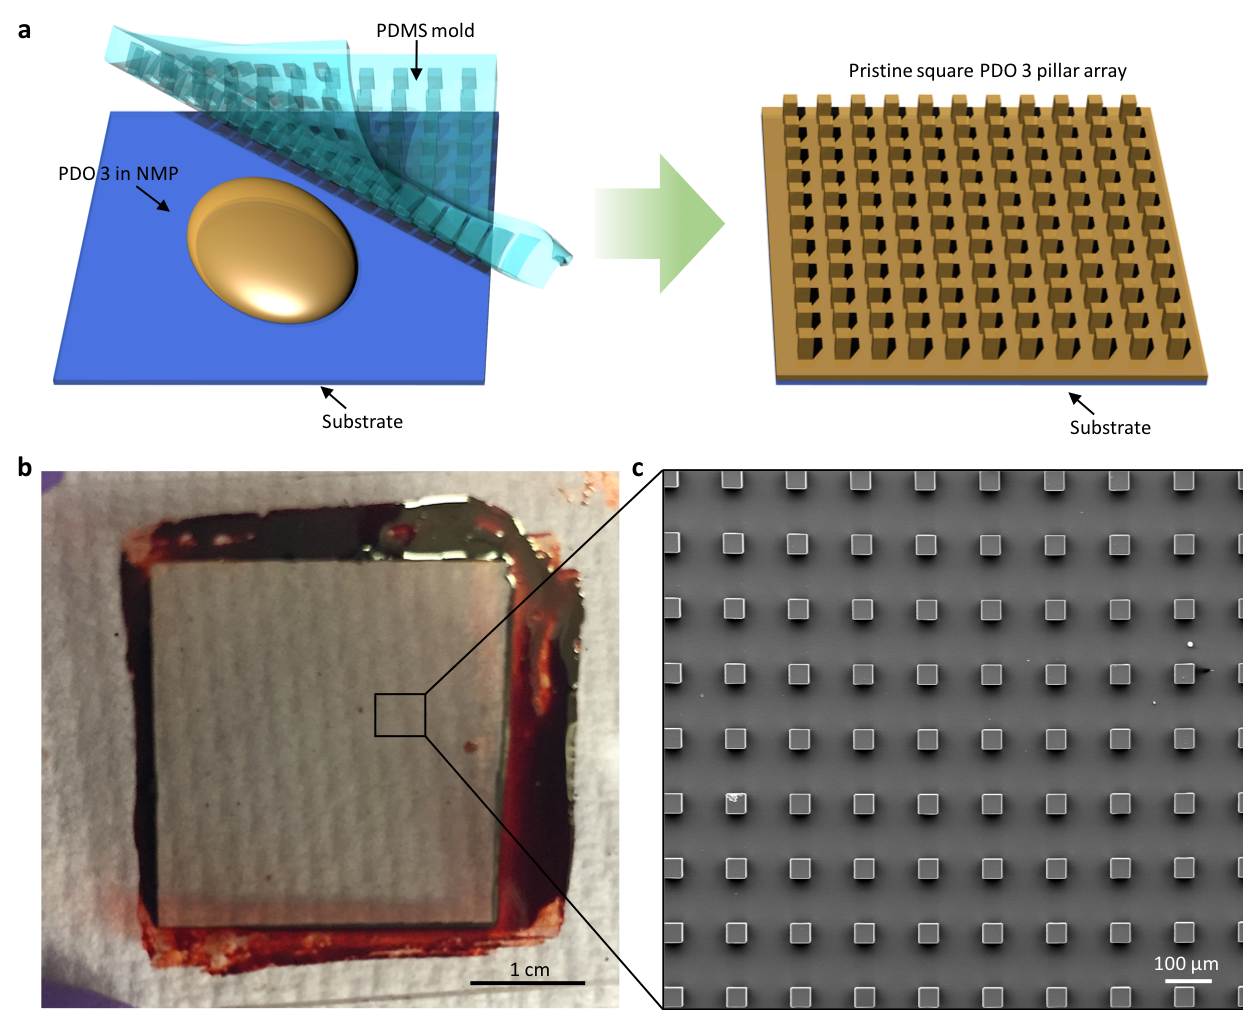 a
PDMS mold
Pristine square PDO 3 pillar array
PDO 3 in NMP
Substrate
Substrate
b
c
1 cm
100 µm